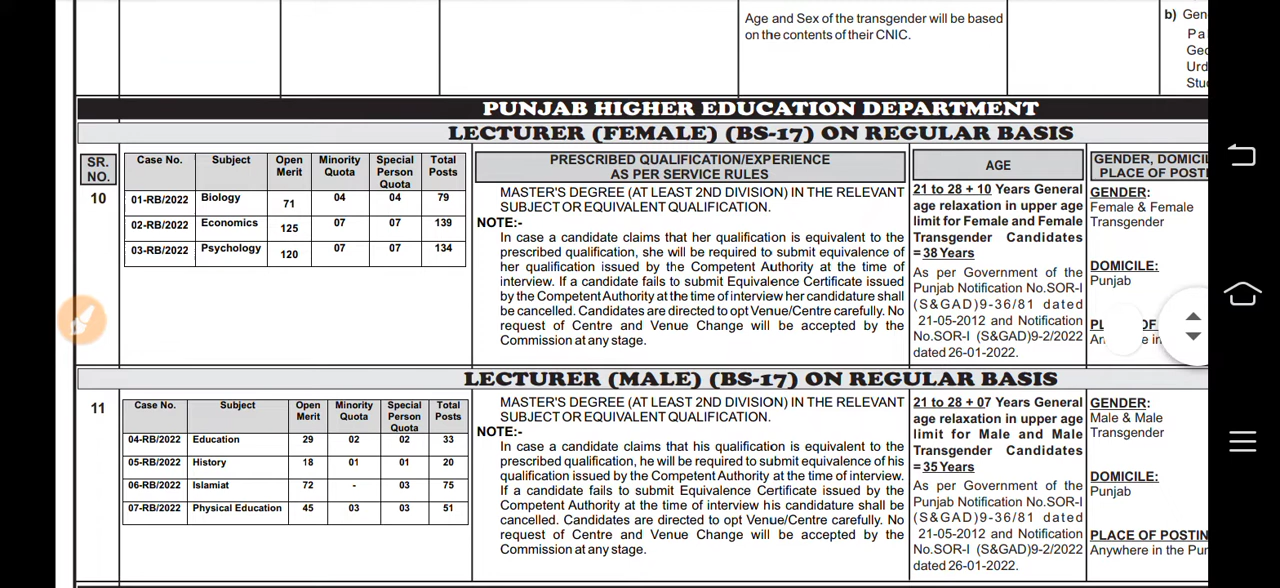 Age and Sex of the transgender will be based
on the contents of their CNIC.
b) Gen
Pa
Geo
Urd
Stu
PUNJAB HIGHER EDUCATION DEPARTMENT
LECTURER (FEMALE) (BS-17) ON REGULAR BASIS
SR. NO.
10
Case No. Subject Open Merit Minority Quota Special Person Quota Total Posts
01-RB/2022 Biology 71 04 04 79
02-RB/2022 Economics 125 07 07 139
03-RB/2022 Psychology 120 07 07 134
PRESCRIBED QUALIFICATION/EXPERIENCE
AS PER SERVICE RULES
MASTER'S DEGREE (AT LEAST 2ND DIVISION) IN THE RELEVANT
SUBJECT OR EQUIVALENT QUALIFICATION.
NOTE:-
In case a candidate claims that her qualification is equivalent to the
prescribed qualification, she will be required to submit equivalence of
her qualification issued by the Competent Authority at the time of
interview. If a candidate fails to submit Equivalence Certificate issued
by the Competent Authority at the time of interview her candidature shall
be cancelled. Candidates are directed to opt Venue/Centre carefully. No
request of Centre and Venue Change will be accepted by the
Commission at any stage.
AGE
21 to 28 + 10 Years General
age relaxation in upper age
limit for Female and Female
Transgender Candidates
= 38 Years
As per Government of the
Punjab Notification No.SOR-I
(S&GAD)9-36/81 dated
21-05-2012 and Notification
No.SOR-I (S&GAD)9-2/2022
dated 26-01-2022.
GENDER, DOMICIL
PLACE OF POSTI
GENDER:
Female & Female
Transgender
DOMICILE:
Punjab
LECTURER (MALE) (BS-17) ON REGULAR BASIS
11
Case No. Subject Open Merit Minority Quota Special Person Quota Total Posts
04-RB/2022 Education 29 02 02 33
05-RB/2022 History 18 01 01 20
06-RB/2022 Islamiat 72 - 03 75
07-RB/2022 Physical Education 45 03 03 51
MASTER'S DEGREE (AT LEAST 2ND DIVISION) IN THE RELEVANT
SUBJECT OR EQUIVALENT QUALIFICATION.
NOTE:-
In case a candidate claims that his qualification is equivalent to the
prescribed qualification, he will be required to submit equivalence of his
qualification issued by the Competent Authority at the time of interview.
If a candidate fails to submit Equivalence Certificate issued by the
Competent Authority at the time of interview his candidature shall be
cancelled. Candidates are directed to opt Venue/Centre carefully. No
request of Centre and Venue Change will be accepted by the
Commission at any stage.
21 to 28 + 07 Years General
age relaxation in upper age
limit for Male and Male
Transgender Candidates
= 35 Years
As per Government of the
Punjab Notification No.SOR-I
(S&GAD)9-36/81 dated
21-05-2012 and Notification
No.SOR-I (S&GAD)9-2/2022
dated 26-01-2022.
GENDER:
Male & Male
Transgender
DOMICILE:
Punjab
PLACE OF POSTIN
Anywhere in the Pun